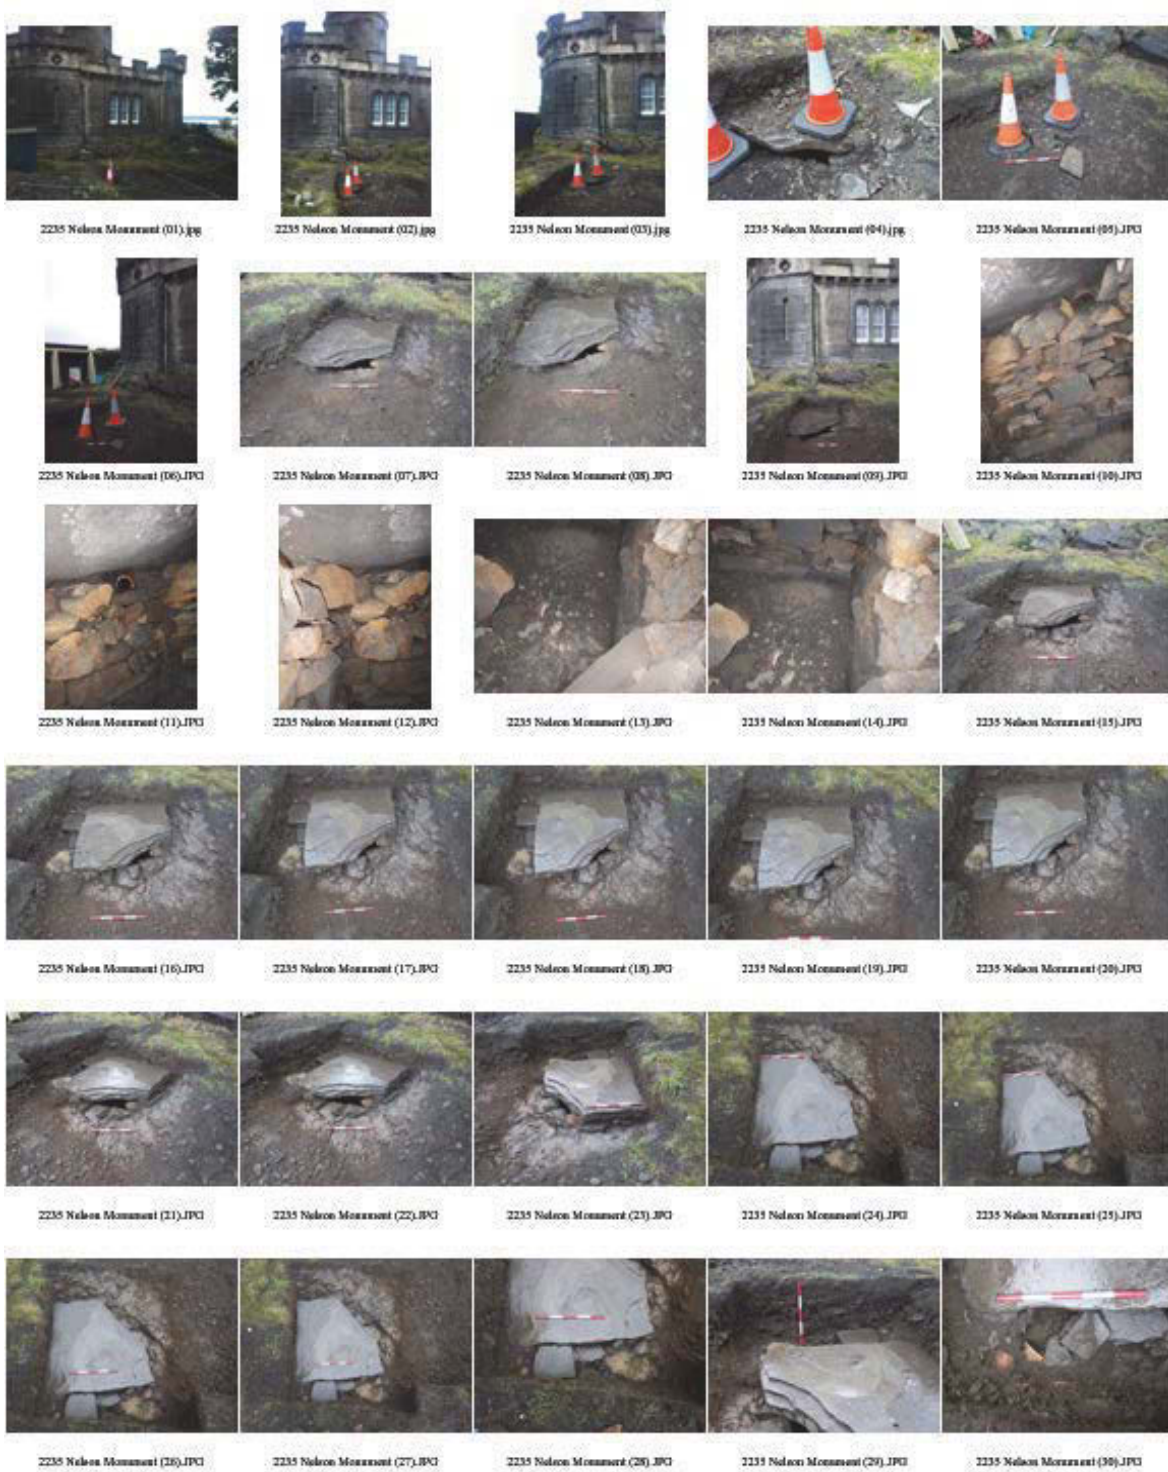 2235 Nelson Monument (01).jpg
2235 Nelson Monument (02).jpg
2235 Nelson Monument (03).jpg
2235 Nelson Monument (04).jpg
2235 Nelson Monument (05).JPG
2235 Nelson Monument (06).JPG
2235 Nelson Monument (07).JPG
2235 Nelson Monument (08).JPG
2235 Nelson Monument (09).JPG
2235 Nelson Monument (10).JPG
2235 Nelson Monument (11).JPG
2235 Nelson Monument (12).JPG
2235 Nelson Monument (13).JPG
2235 Nelson Monument (14).JPG
2235 Nelson Monument (15).JPG
2235 Nelson Monument (16).JPG
2235 Nelson Monument (17).JPG
2235 Nelson Monument (18).JPG
2235 Nelson Monument (19).JPG
2235 Nelson Monument (20).JPG
2235 Nelson Monument (21).JPG
2235 Nelson Monument (22).JPG
2235 Nelson Monument (23).JPG
2235 Nelson Monument (24).JPG
2235 Nelson Monument (25).JPG
2235 Nelson Monument (26).JPG
2235 Nelson Monument (27).JPG
2235 Nelson Monument (28).JPG
2235 Nelson Monument (29).JPG
2235 Nelson Monument (30).JPG